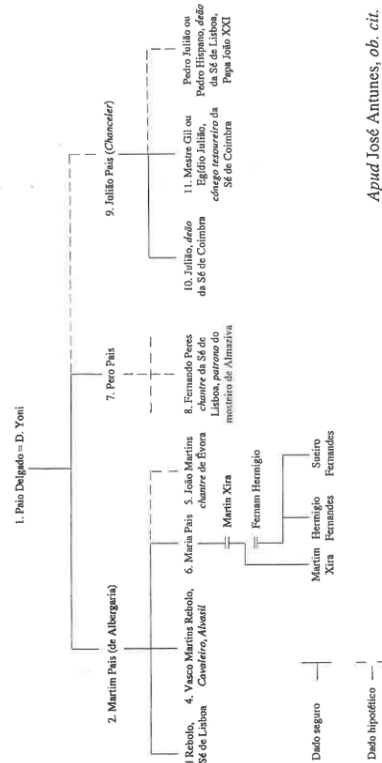 1. Paio Delgado = D. Yoni
2. Martim Pais (de Albergaria)
7. Pero Pais
9. Julião Pais (Chanceler)
l Rebolo,
Sé de Lisboa
4. Vasco Martins Rebolo,
Cavaleiro, Alvasil
6. Maria Pais
5. João Martins
chantre de Évora
8. Fernando Peres
chantre da Sé de
Lisboa, patrono do
mosteiro de Almaziva
10. Julião, deão
da Sé de Coimbra
11. Mestre Gil ou
Egídio Julião,
cónego tesoureiro da
Sé de Coimbra
Pedro Julião ou
Pedro Hispano, deão
da Sé de Lisboa,
Papa João XXI
Martin Xira
Fernam Hermigio
Martim
Xira
Hermigio
Fernandes
Sueiro
Fernandes
Dado seguro
Dado hipotético
Apud José Antunes, ob. cit.